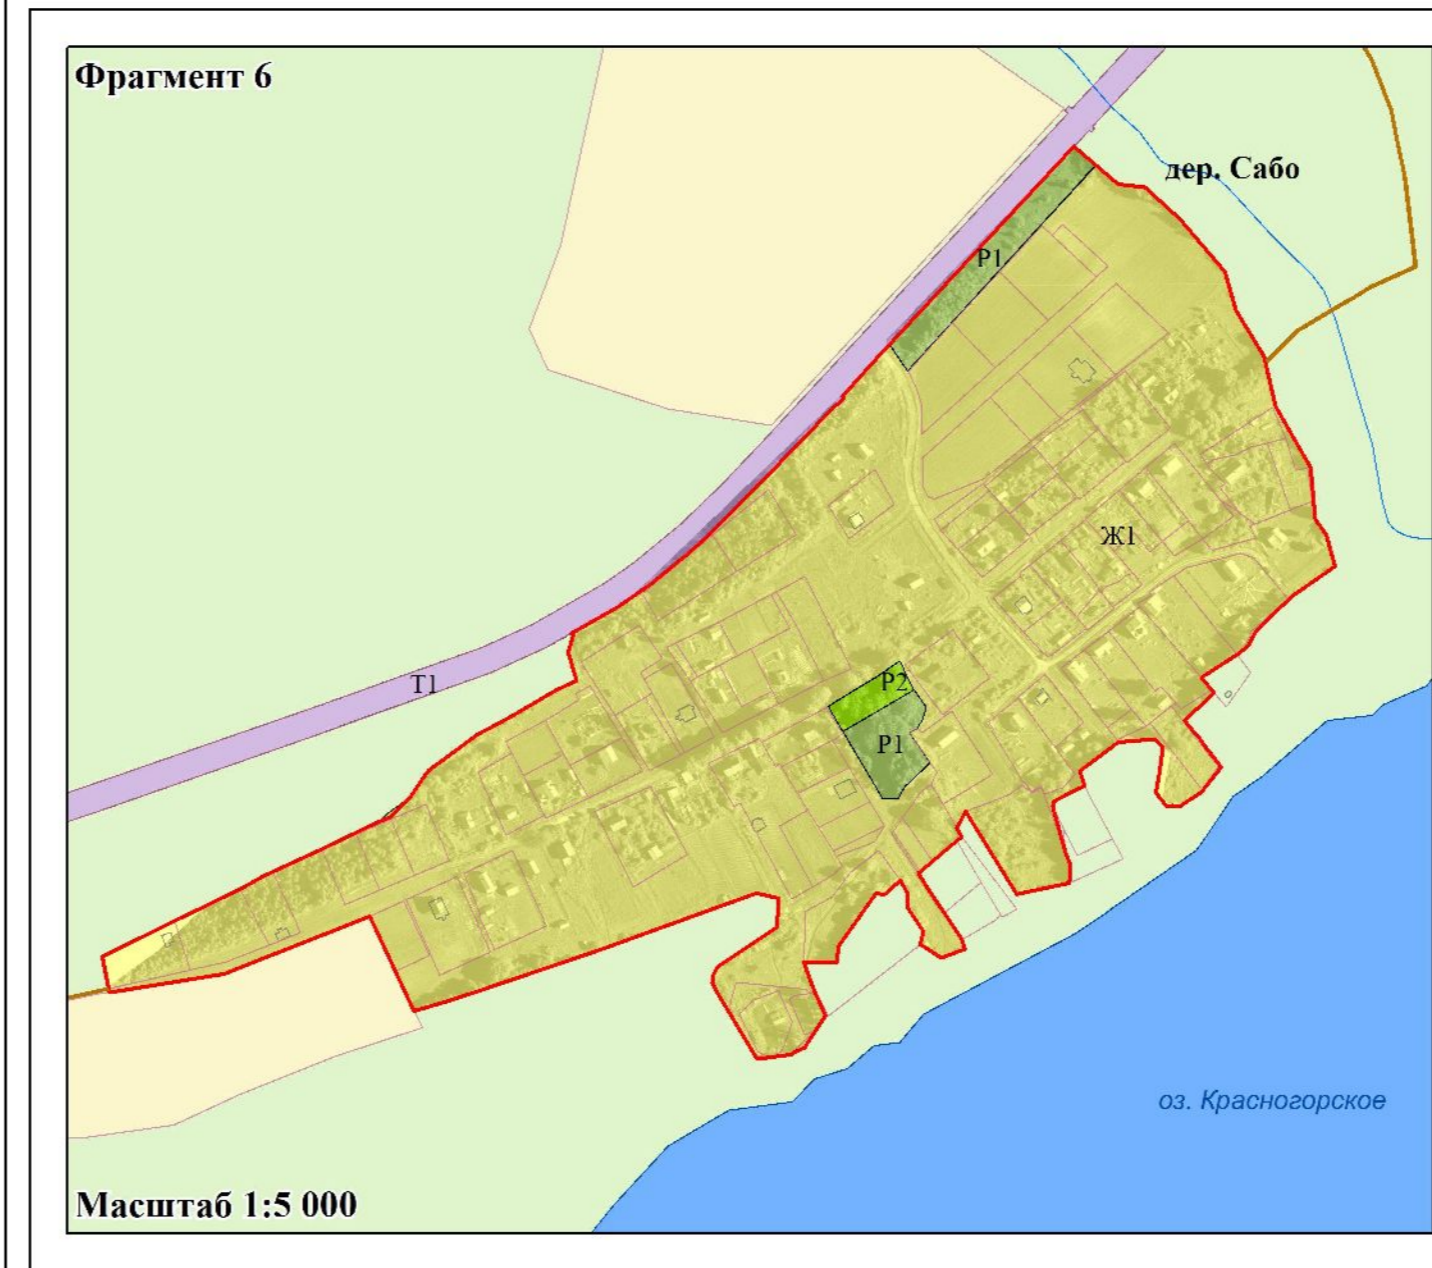 Фрагмент 6
дер. Сабо
Р1
Ж1
Т1
Р2
Р1
оз. Красногорское
Масштаб 1:5 000